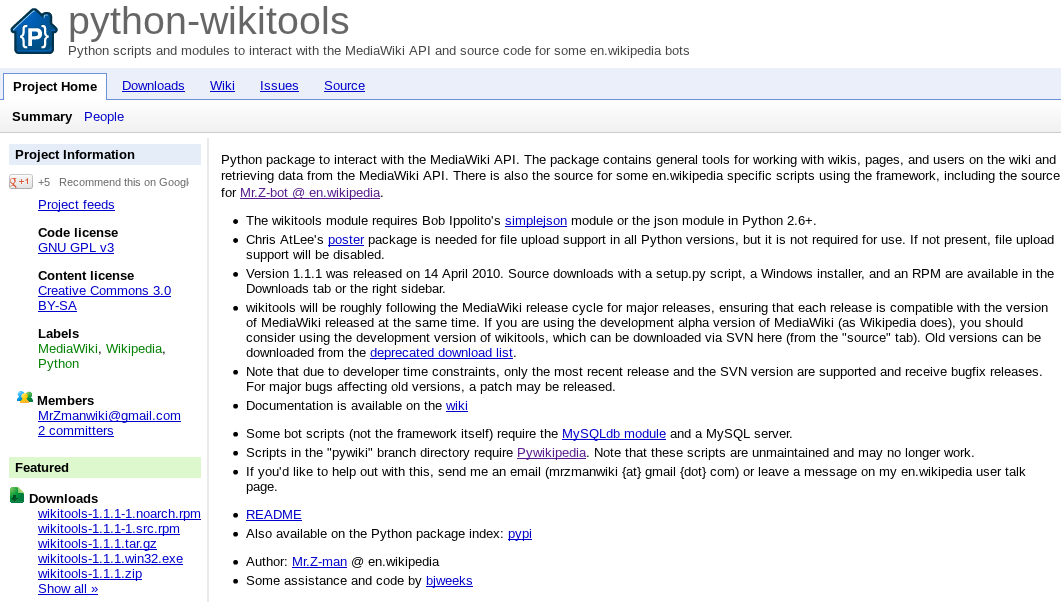 {P}
python-wikitools
Python scripts and modules to interact with the MediaWiki API and source code for some en.wikipedia bots
Project Home Downloads Wiki Issues Source
Summary People
Project Information
g +1 +5 Recommend this on Googl
Project feeds
Code license
GNU GPL v3
Content license
Creative Commons 3.0
BY-SA
Labels
MediaWiki, Wikipedia,
Python
Members
MrZmanwiki@gmail.com
2 committers
Featured
Downloads
wikitools-1.1.1-1.noarch.rpm
wikitools-1.1.1-1.src.rpm
wikitools-1.1.1.tar.gz
wikitools-1.1.1.win32.exe
wikitools-1.1.1.zip
Show all »
Python package to interact with the MediaWiki API. The package contains general tools for working with wikis, pages, and users on the wiki and
retrieving data from the MediaWiki API. There is also the source for some en.wikipedia specific scripts using the framework, including the source
for Mr.Z-bot @ en.wikipedia.
• The wikitools module requires Bob Ippolito's simplejson module or the json module in Python 2.6+.
• Chris AtLee's poster package is needed for file upload support in all Python versions, but it is not required for use. If not present, file upload
support will be disabled.
• Version 1.1.1 was released on 14 April 2010. Source downloads with a setup.py script, a Windows installer, and an RPM are available in the
Downloads tab or the right sidebar.
• wikitools will be roughly following the MediaWiki release cycle for major releases, ensuring that each release is compatible with the version
of MediaWiki released at the same time. If you are using the development alpha version of MediaWiki (as Wikipedia does), you should
consider using the development version of wikitools, which can be downloaded via SVN here (from the "source" tab). Old versions can be
downloaded from the deprecated download list.
• Note that due to developer time constraints, only the most recent release and the SVN version are supported and receive bugfix releases.
For major bugs affecting old versions, a patch may be released.
• Documentation is available on the wiki
• Some bot scripts (not the framework itself) require the MySQLdb module and a MySQL server.
• Scripts in the "pywiki" branch directory require Pywikipedia. Note that these scripts are unmaintained and may no longer work.
• If you'd like to help out with this, send me an email (mrzmanwiki {at} gmail {dot} com) or leave a message on my en.wikipedia user talk
page.
• README
• Also available on the Python package index: pypi
• Author: Mr.Z-man @ en.wikipedia
• Some assistance and code by bjweeks